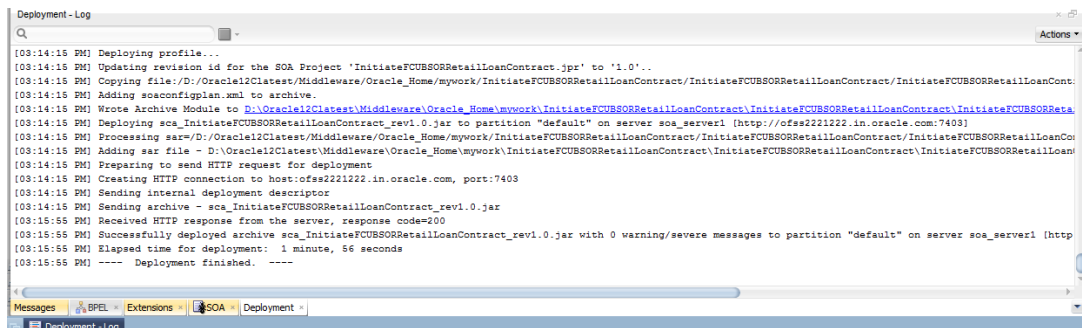 Deployment - Log
Actions
[03:14:15 PM] Deploying profile...
[03:14:15 PM] Updating revision id for the SOA Project 'InitiateFCUBSORRetailLoanContract.jpr' to '1.0'..
[03:14:15 PM] Copying file:/D:/Oracle12Clatest/Middleware/Oracle_Home/mywork/InitiateFCUBSORRetailLoanContract/InitiateFCUBSORRetailLoanContract/InitiateFCUBSORRetailLoanCont
[03:14:15 PM] Adding soaconfigplan.xml to archive.
[03:14:15 PM] Wrote Archive Module to D:\Oracle12Clatest\Middleware\Oracle_Home\mywork\InitiateFCUBSORRetailLoanContract\InitiateFCUBSORRetailLoanContract\InitiateFCUBSORReta
[03:14:15 PM] Deploying sca_InitiateFCUBSORRetailLoanContract_rev1.0.jar to partition "default" on server soa_server1 [http://ofss2221222.in.oracle.com:7403]
[03:14:15 PM] Processing sar=/D:/Oracle12Clatest/Middleware/Oracle_Home/mywork/InitiateFCUBSORRetailLoanContract/InitiateFCUBSORRetailLoanContract/InitiateFCUBSORRetailLoanCo
[03:14:15 PM] Adding sar file - D:\Oracle12Clatest\Middleware\Oracle_Home\mywork\InitiateFCUBSORRetailLoanContract\InitiateFCUBSORRetailLoanContract\InitiateFCUBSORRetailLoan
[03:14:15 PM] Preparing to send HTTP request for deployment
[03:14:15 PM] Creating HTTP connection to host:ofss2221222.in.oracle.com, port:7403
[03:14:15 PM] Sending internal deployment descriptor
[03:14:15 PM] Sending archive - sca_InitiateFCUBSORRetailLoanContract_rev1.0.jar
[03:15:55 PM] Received HTTP response from the server, response code=200
[03:15:55 PM] Successfully deployed archive sca_InitiateFCUBSORRetailLoanContract_rev1.0.jar with 0 warning/severe messages to partition "default" on server soa_server1 [http
[03:15:55 PM] Elapsed time for deployment:  1 minute, 56 seconds
[03:15:55 PM] ----  Deployment finished.  ----
Messages BPEL Extensions SOA Deployment
Deployment - Log